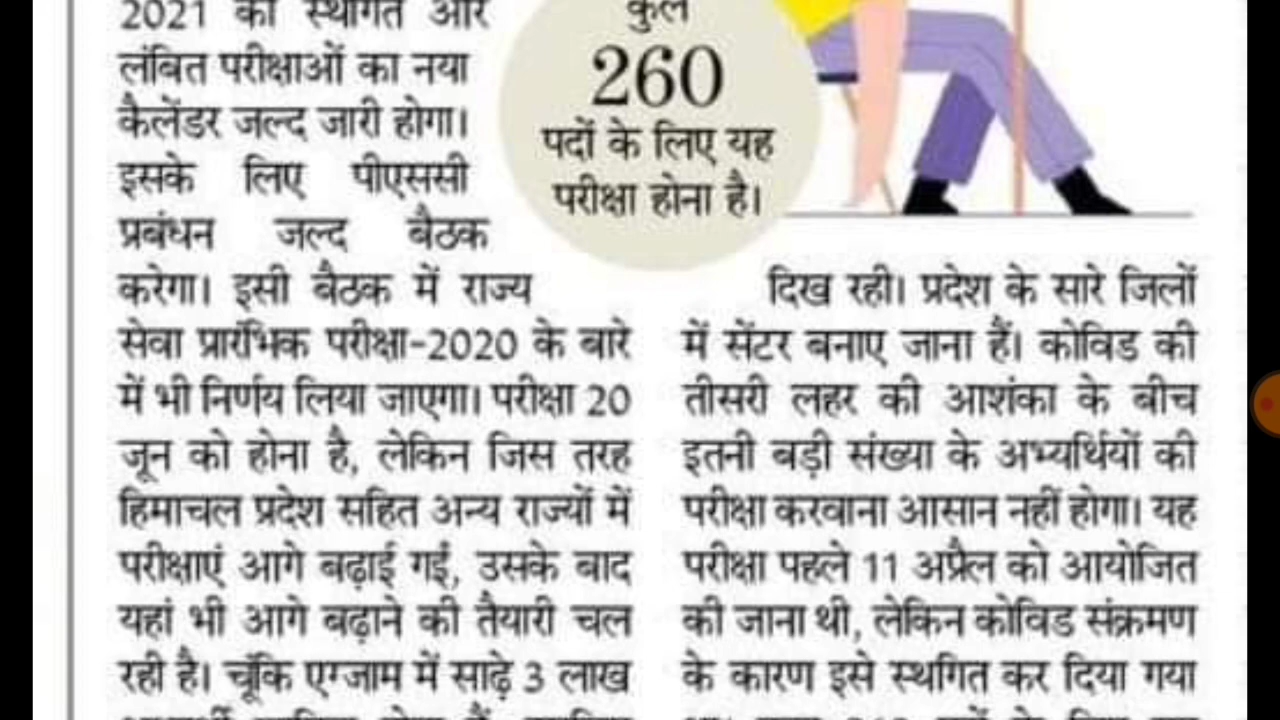 2021 की स्थगित और
लंबित परीक्षाओं का नया
कैलेंडर जल्द जारी होगा।
इसके लिए पीएससी
प्रबंधन जल्द बैठक
करेगा। इसी बैठक में राज्य
सेवा प्रारंभिक परीक्षा-2020 के बारे
में भी निर्णय लिया जाएगा। परीक्षा 20
जून को होना है, लेकिन जिस तरह
हिमाचल प्रदेश सहित अन्य राज्यों में
परीक्षाएं आगे बढ़ाई गईं, उसके बाद
यहां भी आगे बढ़ाने की तैयारी चल
रही है। चूंकि एग्जाम में साढ़े 3 लाख
कुल
260
पदों के लिए यह
परीक्षा होना है।
दिख रही। प्रदेश के सारे जिलों
में सेंटर बनाए जाना हैं। कोविड की
तीसरी लहर की आशंका के बीच
इतनी बड़ी संख्या के अभ्यर्थियों की
परीक्षा करवाना आसान नहीं होगा। यह
परीक्षा पहले 11 अप्रैल को आयोजित
की जाना थी, लेकिन कोविड संक्रमण
के कारण इसे स्थगित कर दिया गया